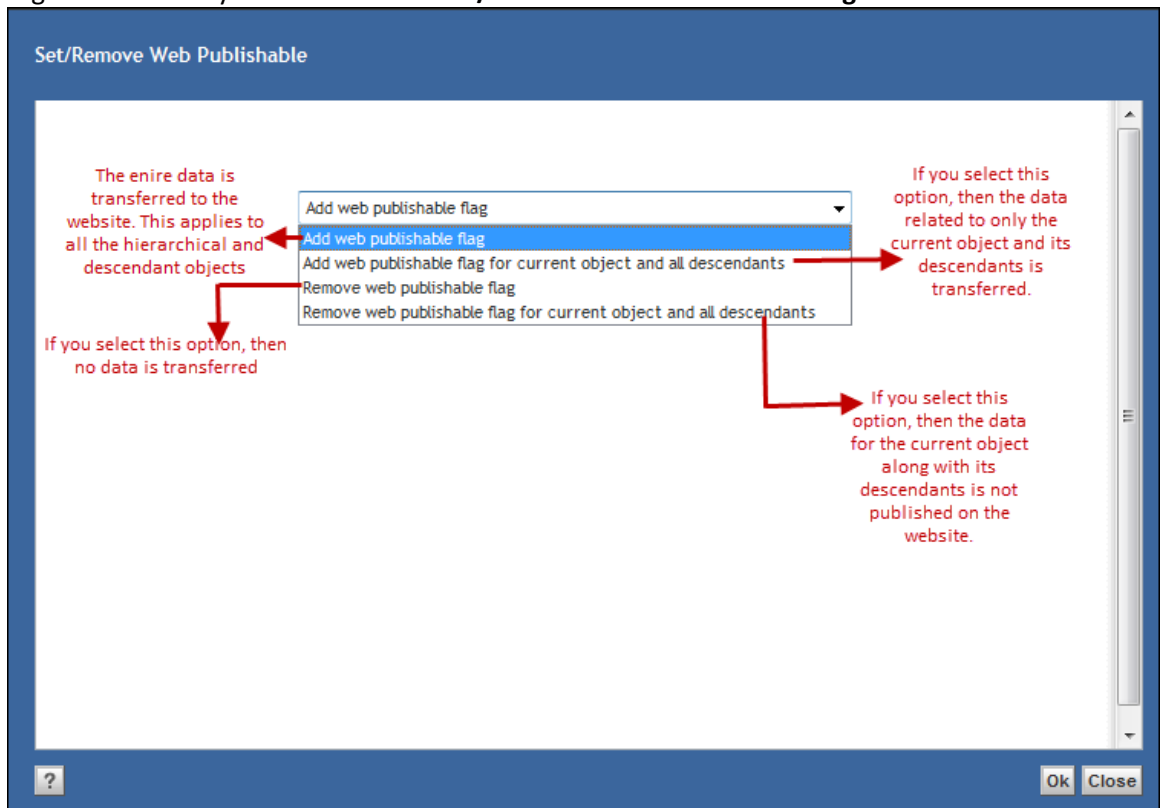 Set/Remove Web Publishable
The enire data is
transferred to the
website. This applies to
all the hierarchical and
descendant objects
If you select this
option, then the data
related to only the
current object and its
descendants is
transferred.
Add web publishable flag
Add web publishable flag
Add web publishable flag for current object and all descendants
Remove web publishable flag
Remove web publishable flag for current object and all descendants
If you select this option, then
no data is transferred
If you select this
option, then the data
for the current object
along with its
descendants is not
published on the
website.
?
Ok Close